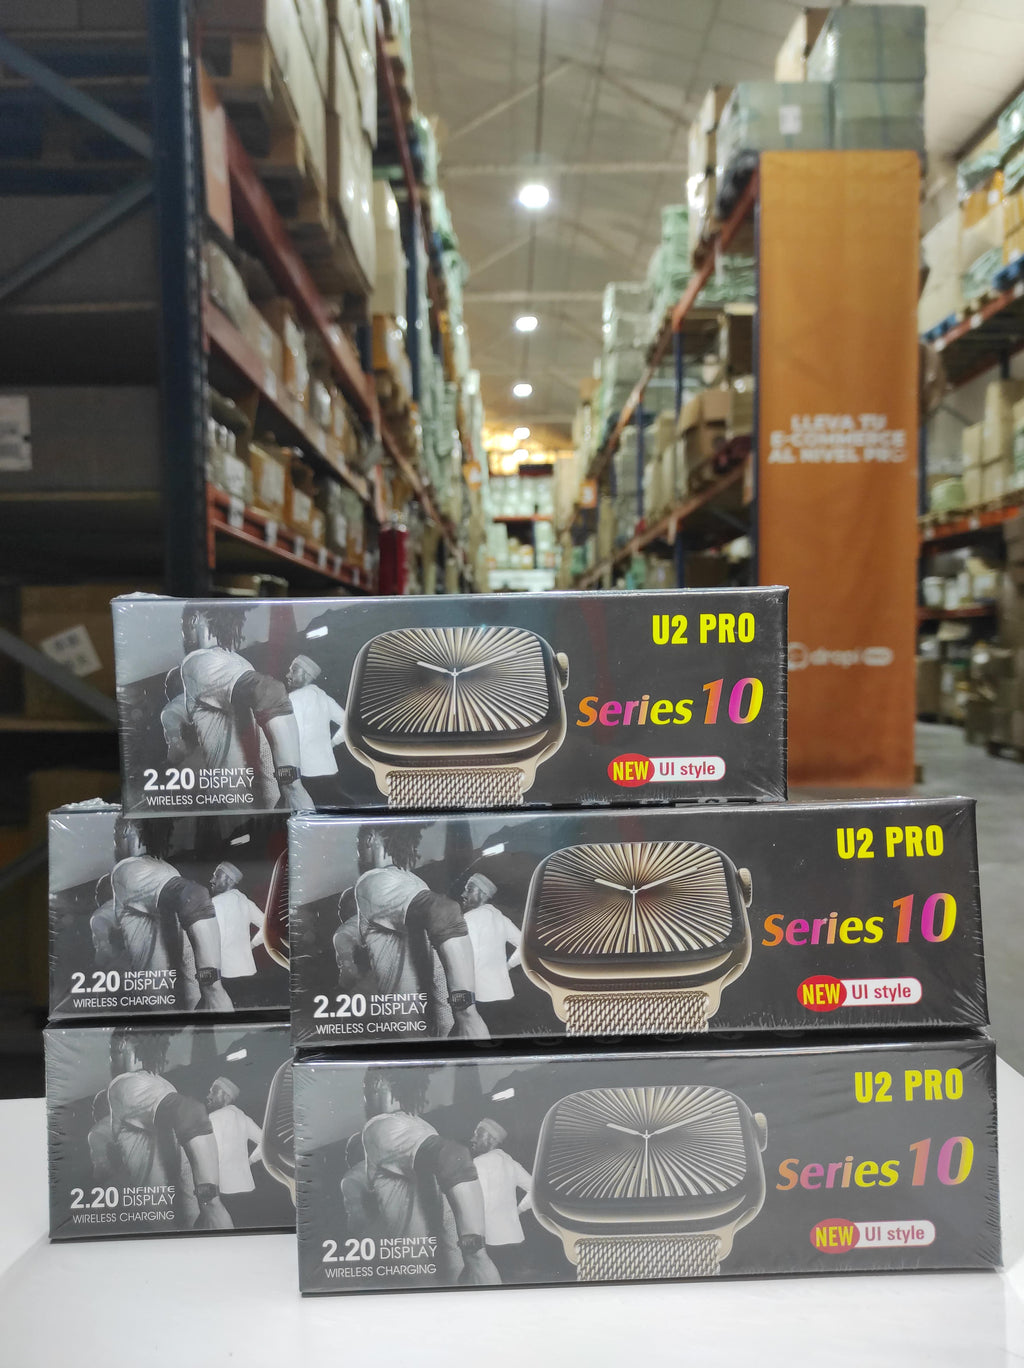 LLEVA TU
E-COMMERCE
AL NIVEL PRO
dropi
U2 PRO
Series 10
NEW UI style
2.20 INFINITE DISPLAY
WIRELESS CHARGING
2.20 INFINITE DISPLAY
WIRELESS CHARGING
U2 PRO
Series 10
NEW UI style
2.20 INFINITE DISPLAY
WIRELESS CHARGING
2.20 INFINITE DISPLAY
WIRELESS CHARGING
U2 PRO
Series 10
NEW UI style
2.20 INFINITE DISPLAY
WIRELESS CHARGING